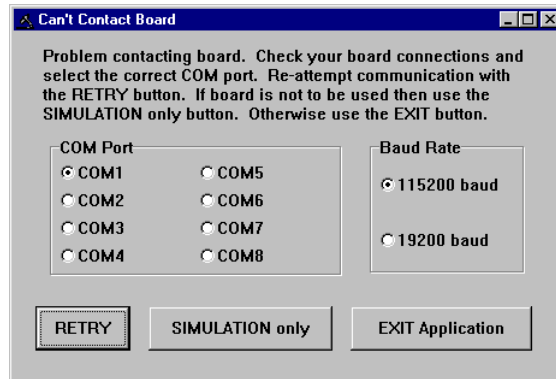 Can't Contact Board
Problem contacting board. Check your board connections and
select the correct COM port. Re-attempt communication with
the RETRY button. If board is not to be used then use the
SIMULATION only button. Otherwise use the EXIT button.
COM Port
COM1
COM2
COM3
COM4
COM5
COM6
COM7
COM8
Baud Rate
115200 baud
19200 baud
RETRY
SIMULATION only
EXIT Application